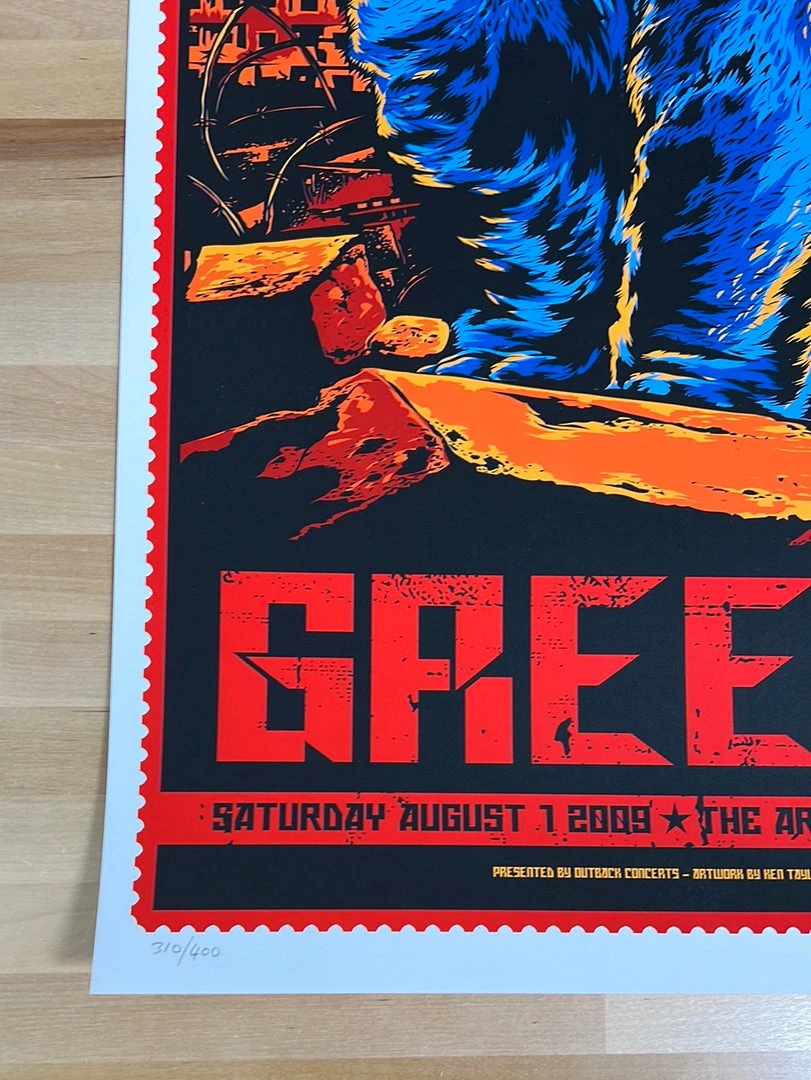 GREE
SATURDAY AUGUST 1 2009 ★ THE AR
PRESENTED BY OUTBACK CONCERTS – ARTWORK BY KEN TAYL
310/400